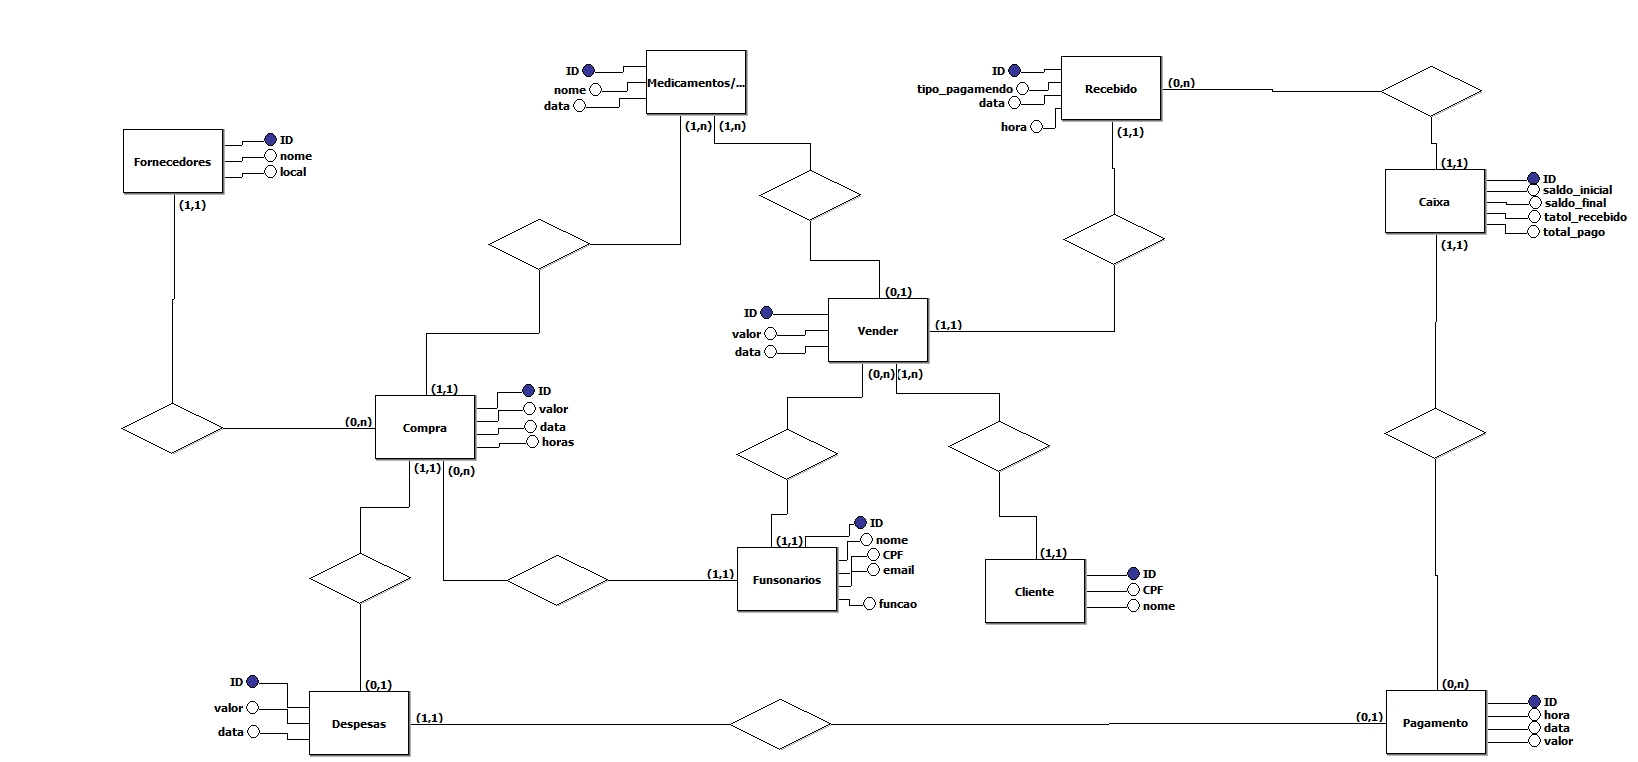 Medicamentos/...
ID
nome
data
(1,n)
(1,n)
Recebido
ID
tipo_pagamendo
data
hora
(0,n)
(1,1)
Fornecedores
ID
nome
local
(1,1)
(1,1)
Caixa
ID
saldo_inicial
saldo_final
tatol_recebido
total_pago
(1,1)
(0,1)
Vender
ID
valor
data
(1,1)
(0,n)
(1,n)
(1,1)
Compra
ID
valor
data
horas
(0,n)
(1,1)
(0,n)
(1,1)
Funsonarios
ID
nome
CPF
email
funcao
(1,1)
(1,1)
Cliente
ID
CPF
nome
(0,1)
Despesas
ID
valor
data
(1,1)
(0,n)
(0,1)
Pagamento
ID
hora
data
valor